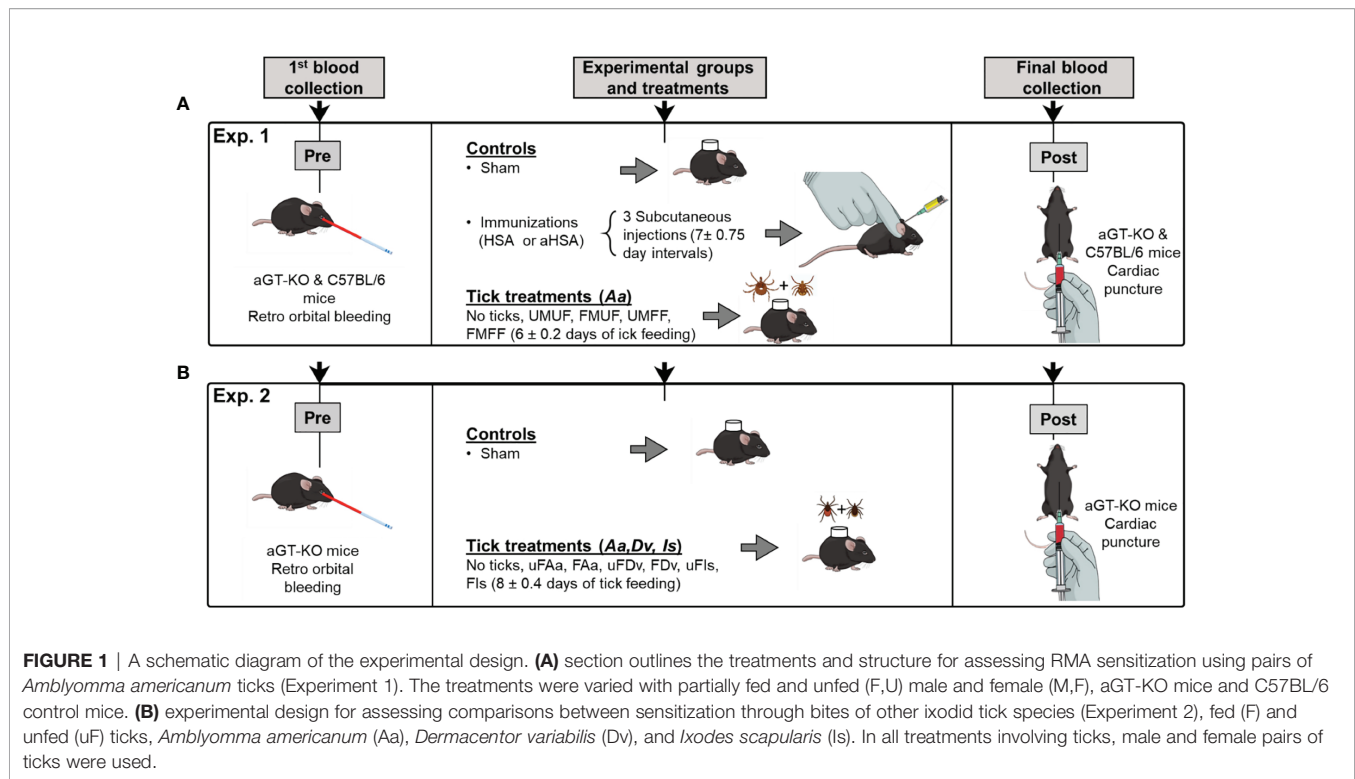 1st blood
collection
Experimental groups
and treatments
Final blood
collection
A
Exp. 1
Pre
aGT-KO & C57BL/6
mice
Retro orbital bleeding
Controls
• Sham
• Immunizations
(HSA or aHSA)
3 Subcutaneous
injections (7± 0.75
day intervals)
Tick treatments (Aa)
No ticks, UMUF, FMUF, UMFF,
FMFF (6 ± 0.2 days of ick feeding)
+
Post
aGT-KO &
C57BL/6 mice
Cardiac
puncture
B
Exp. 2
Pre
aGT-KO mice
Retro orbital
bleeding
Controls
• Sham
Tick treatments (Aa,Dv, Is)
No ticks, uFAa, FAa, uFDv, FDv, uFIs,
FIs (8 ± 0.4 days of tick feeding)
+
Post
aGT-KO mice
Cardiac
puncture
FIGURE 1 | A schematic diagram of the experimental design. (A) section outlines the treatments and structure for assessing RMA sensitization using pairs of
Amblyomma americanum ticks (Experiment 1). The treatments were varied with partially fed and unfed (F,U) male and female (M,F), aGT-KO mice and C57BL/6
control mice. (B) experimental design for assessing comparisons between sensitization through bites of other ixodid tick species (Experiment 2), fed (F) and
unfed (uF) ticks, Amblyomma americanum (Aa), Dermacentor variabilis (Dv), and Ixodes scapularis (Is). In all treatments involving ticks, male and female pairs of
ticks were used.